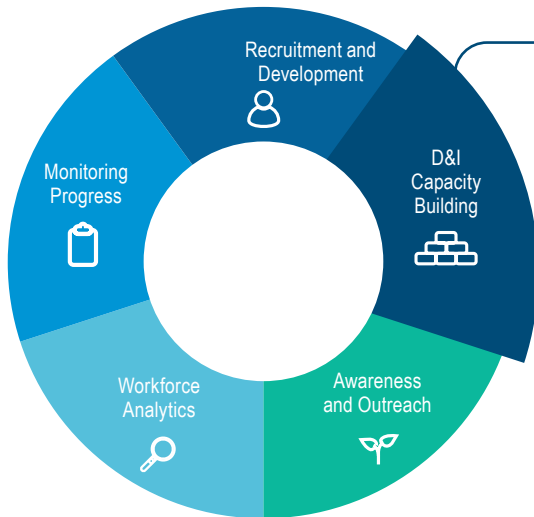 Recruitment and
Development
D&I
Capacity
Building
Awareness
and Outreach
Workforce
Analytics
Monitoring
Progress